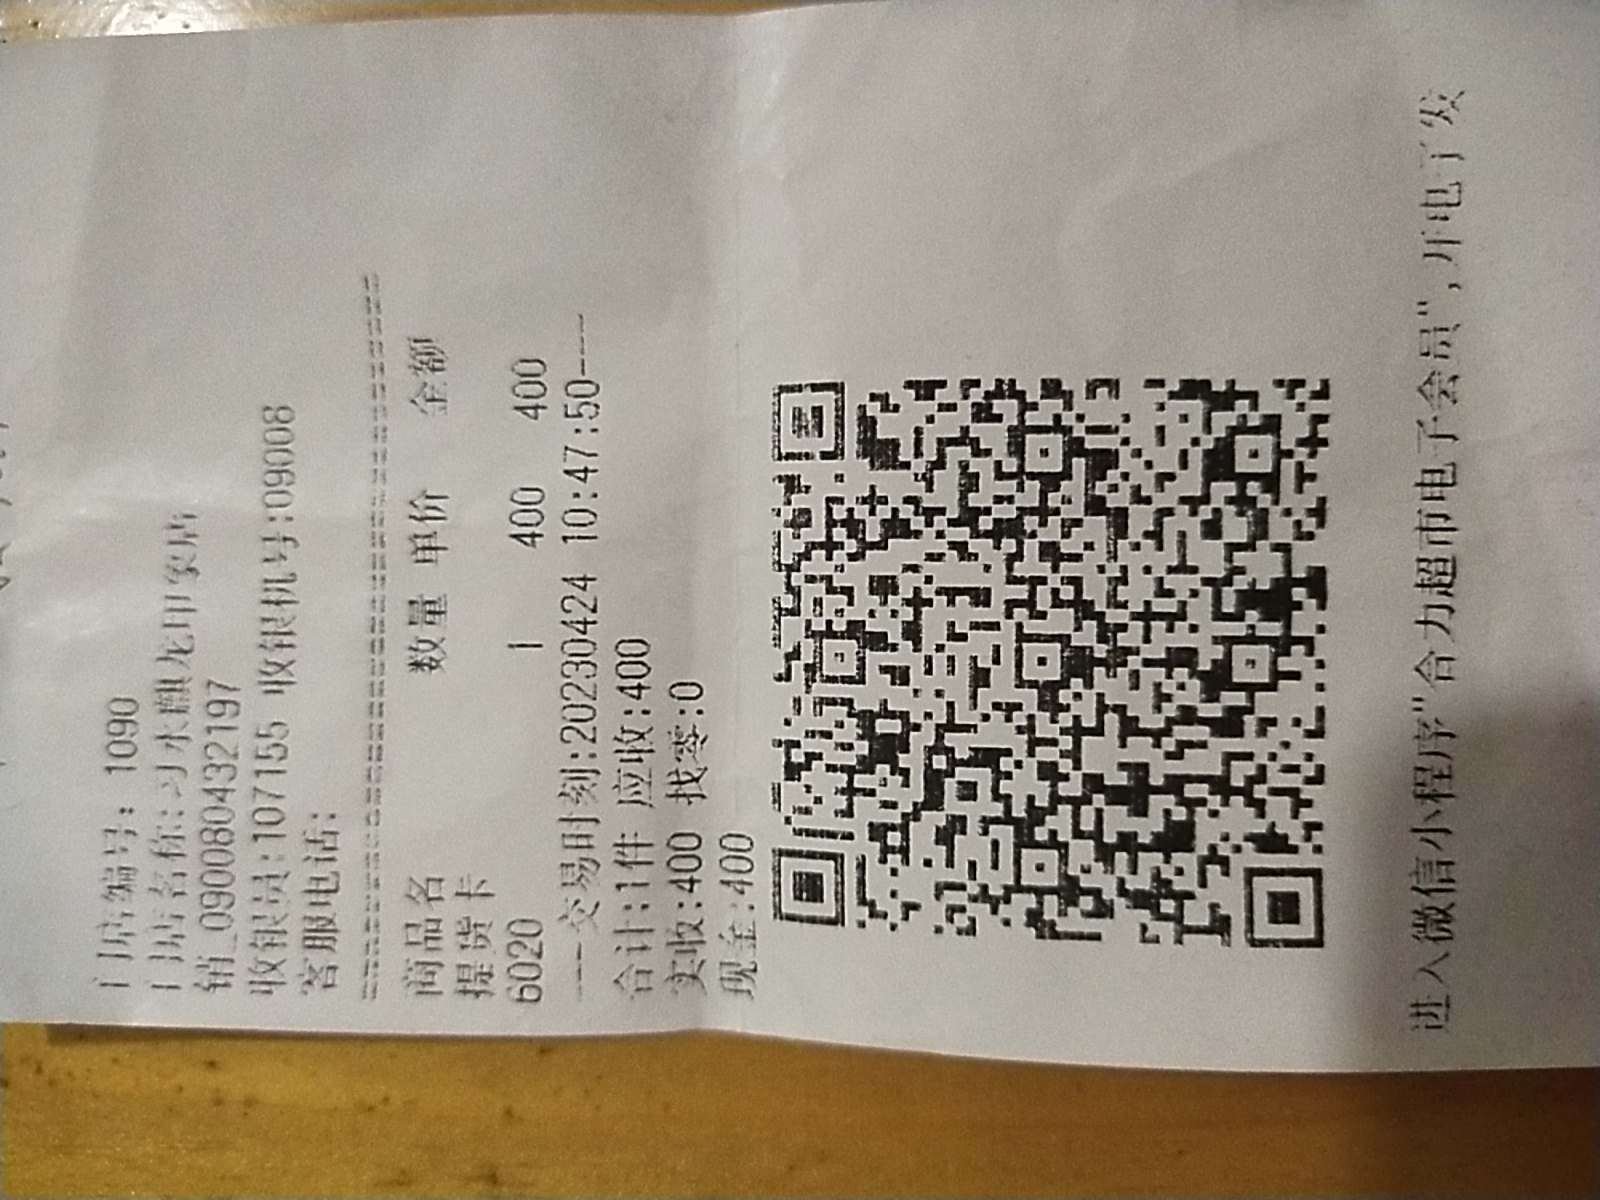 门店编号: 1090
门店名称:习水麒龙甲家店
销_09008043​2197
收银员:107155 收银机号:09008
客服电话:
商品名 数量 单价 金额
提货卡
6020 1 400 400
---交易时刻:20230424 10:47:50----
合计:1件 应收:400
实收:400 找零:0
现金:400
进入微信小程序"合力超市电子会员",开电子发